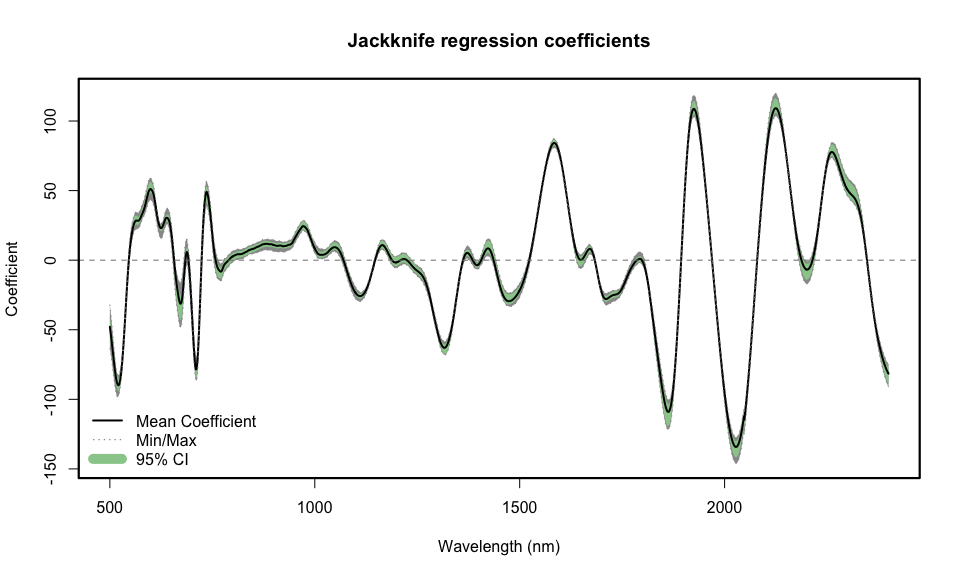 Jackknife regression coefficients
Coefficient
100
50
0
-50
-100
-150
Mean Coefficient
Min/Max
95% CI
500 1000 1500 2000
Wavelength (nm)